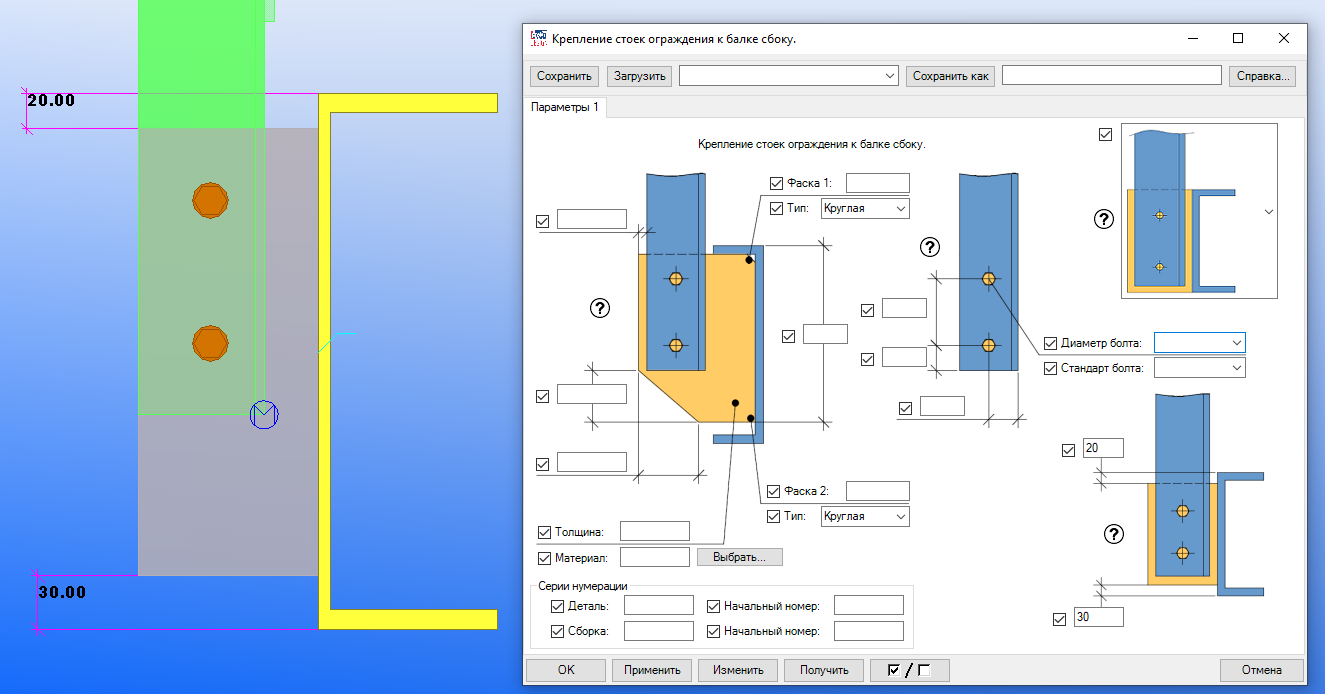 20.00
30.00
Крепление стоек ограждения к балке сбоку.
Сохранить Загрузить Сохранить как Справка...
Параметры 1
Крепление стоек ограждения к балке сбоку.
Фаска 1:
Тип: Круглая
?
?
?
Диаметр болта:
Стандарт болта:
20
Фаска 2:
Тип: Круглая
?
Толщина:
Материал: Выбрать...
30
Серии нумерации
Деталь: Начальный номер:
Сборка: Начальный номер:
OK Применить Изменить Получить / Отмена